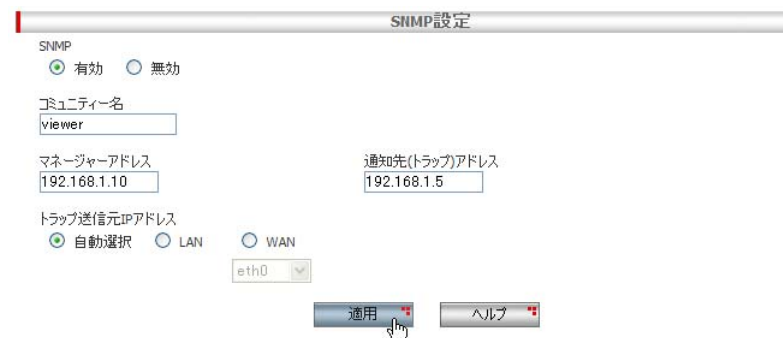 SNMP設定
SNMP
有効 無効
コミュニティー名
viewer
マネージャーアドレス 通知先(トラップ)アドレス
192.168.1.10 192.168.1.5
トラップ送信元IPアドレス
自動選択 LAN WAN
eth0
適用 ヘルプ